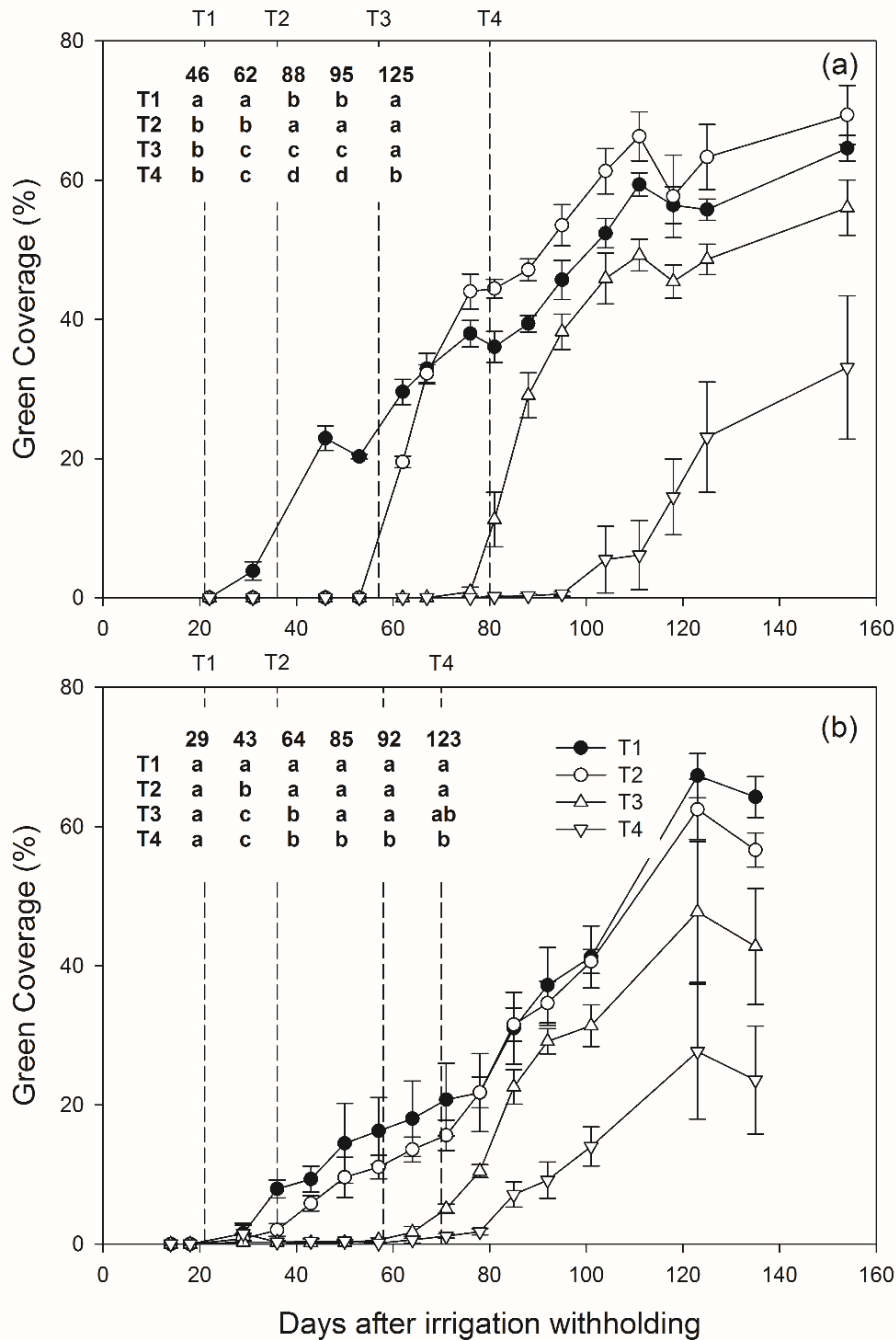 T1 T2 T3 T4
80
(a)
46 62 88 95 125
T1 a a b b a
T2 b b a a a
T3 b c c c a
T4 b c d d b
60
Green Coverage (%)
40
20
0
0 20 40 60 80 100 120 140 160
T1 T2 T4
80
(b)
29 43 64 85 92 123
T1 a a a a a a
T2 a b a a a a
T3 a c b a a ab
T4 a c b b b b
T1
T2
T3
T4
60
Green Coverage (%)
40
20
0
0 20 40 60 80 100 120 140 160
Days after irrigation withholding